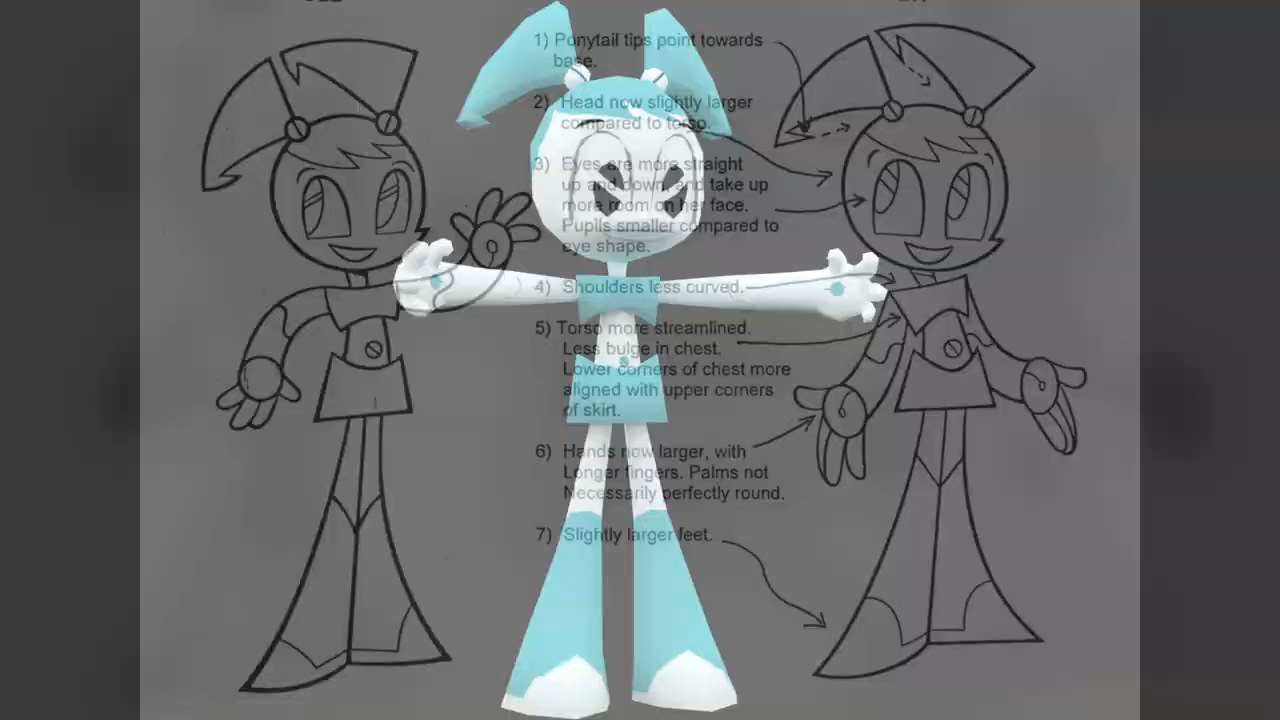 1) Ponytail tips point towards
base.
2) Head now slightly larger
compared to torso.
3) Eyes are more straight
up and down, and take up
more room on her face.
Pupils smaller compared to
eye shape.
4) Shoulders less curved.
5) Torso more streamlined.
Less bulge in chest.
Lower corners of chest more
aligned with upper corners
of skirt.
6) Hands now larger, with
Longer fingers. Palms not
Necessarily perfectly round.
7) Slightly larger feet.